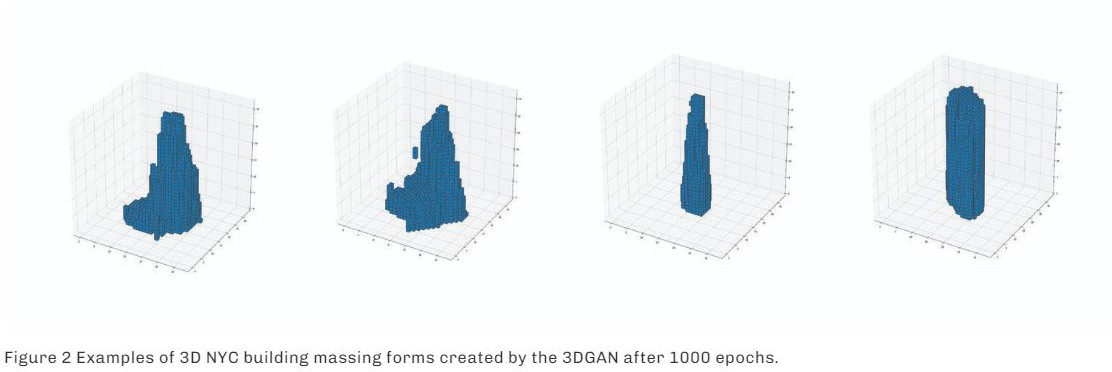 Figure 2 Examples of 3D NYC building massing forms created by the 3DGAN after 1000 epochs.